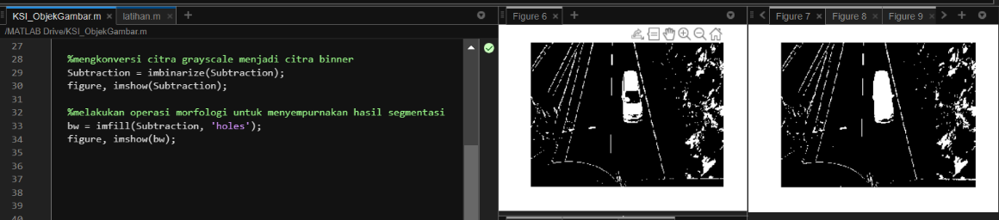 KSI_ObjekGambar.m × latihan.m × +
/MATLAB Drive/KSI_ObjekGambar.m
27
28 %mengkonversi citra grayscale menjadi citra binner
29 Subtraction = imbinarize(Subtraction);
30 figure, imshow(Subtraction);
31
32 %melakukan operasi morfologi untuk menyempurnakan hasil segmentasi
33 bw = imfill(Subtraction, 'holes');
34 figure, imshow(bw);
35
36
37
38
39
40
Figure 6 × +
Figure 7 × Figure 8 × Figure 9 × +